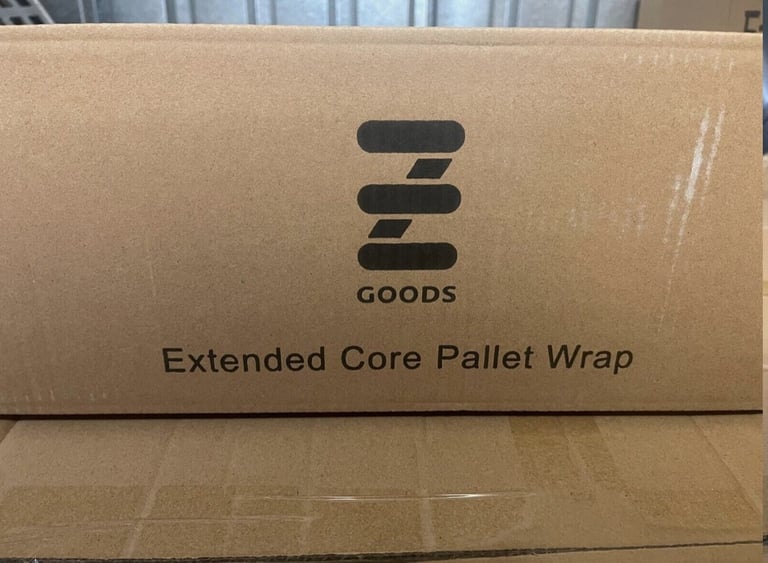 GOODS
Extended Core Pallet Wrap